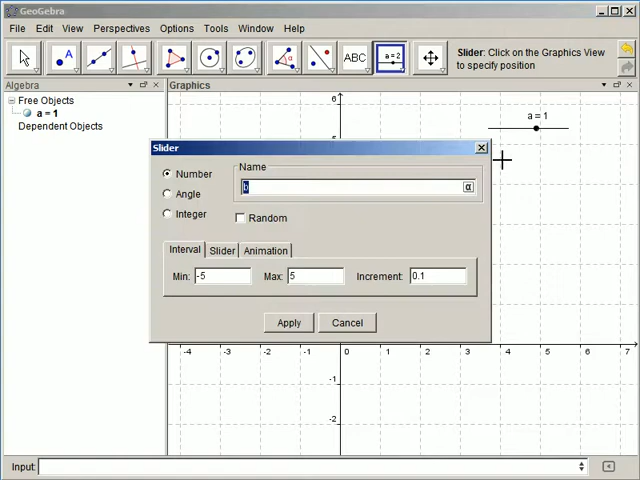 GeoGebra
File Edit View Perspectives Options Tools Window Help
A
α
ABC
a = 2
Slider: Click on the Graphics View
to specify position
Algebra
Graphics
Free Objects
a = 1
Dependent Objects
6
a = 1
Slider
Number
Angle
Integer
Name
b
α
Random
Interval Slider Animation
Min: -5 Max: 5 Increment: 0.1
Apply Cancel
-4 -3 -2 -1 0 1 2 3 4 5 6 7
-1
-2
Input: